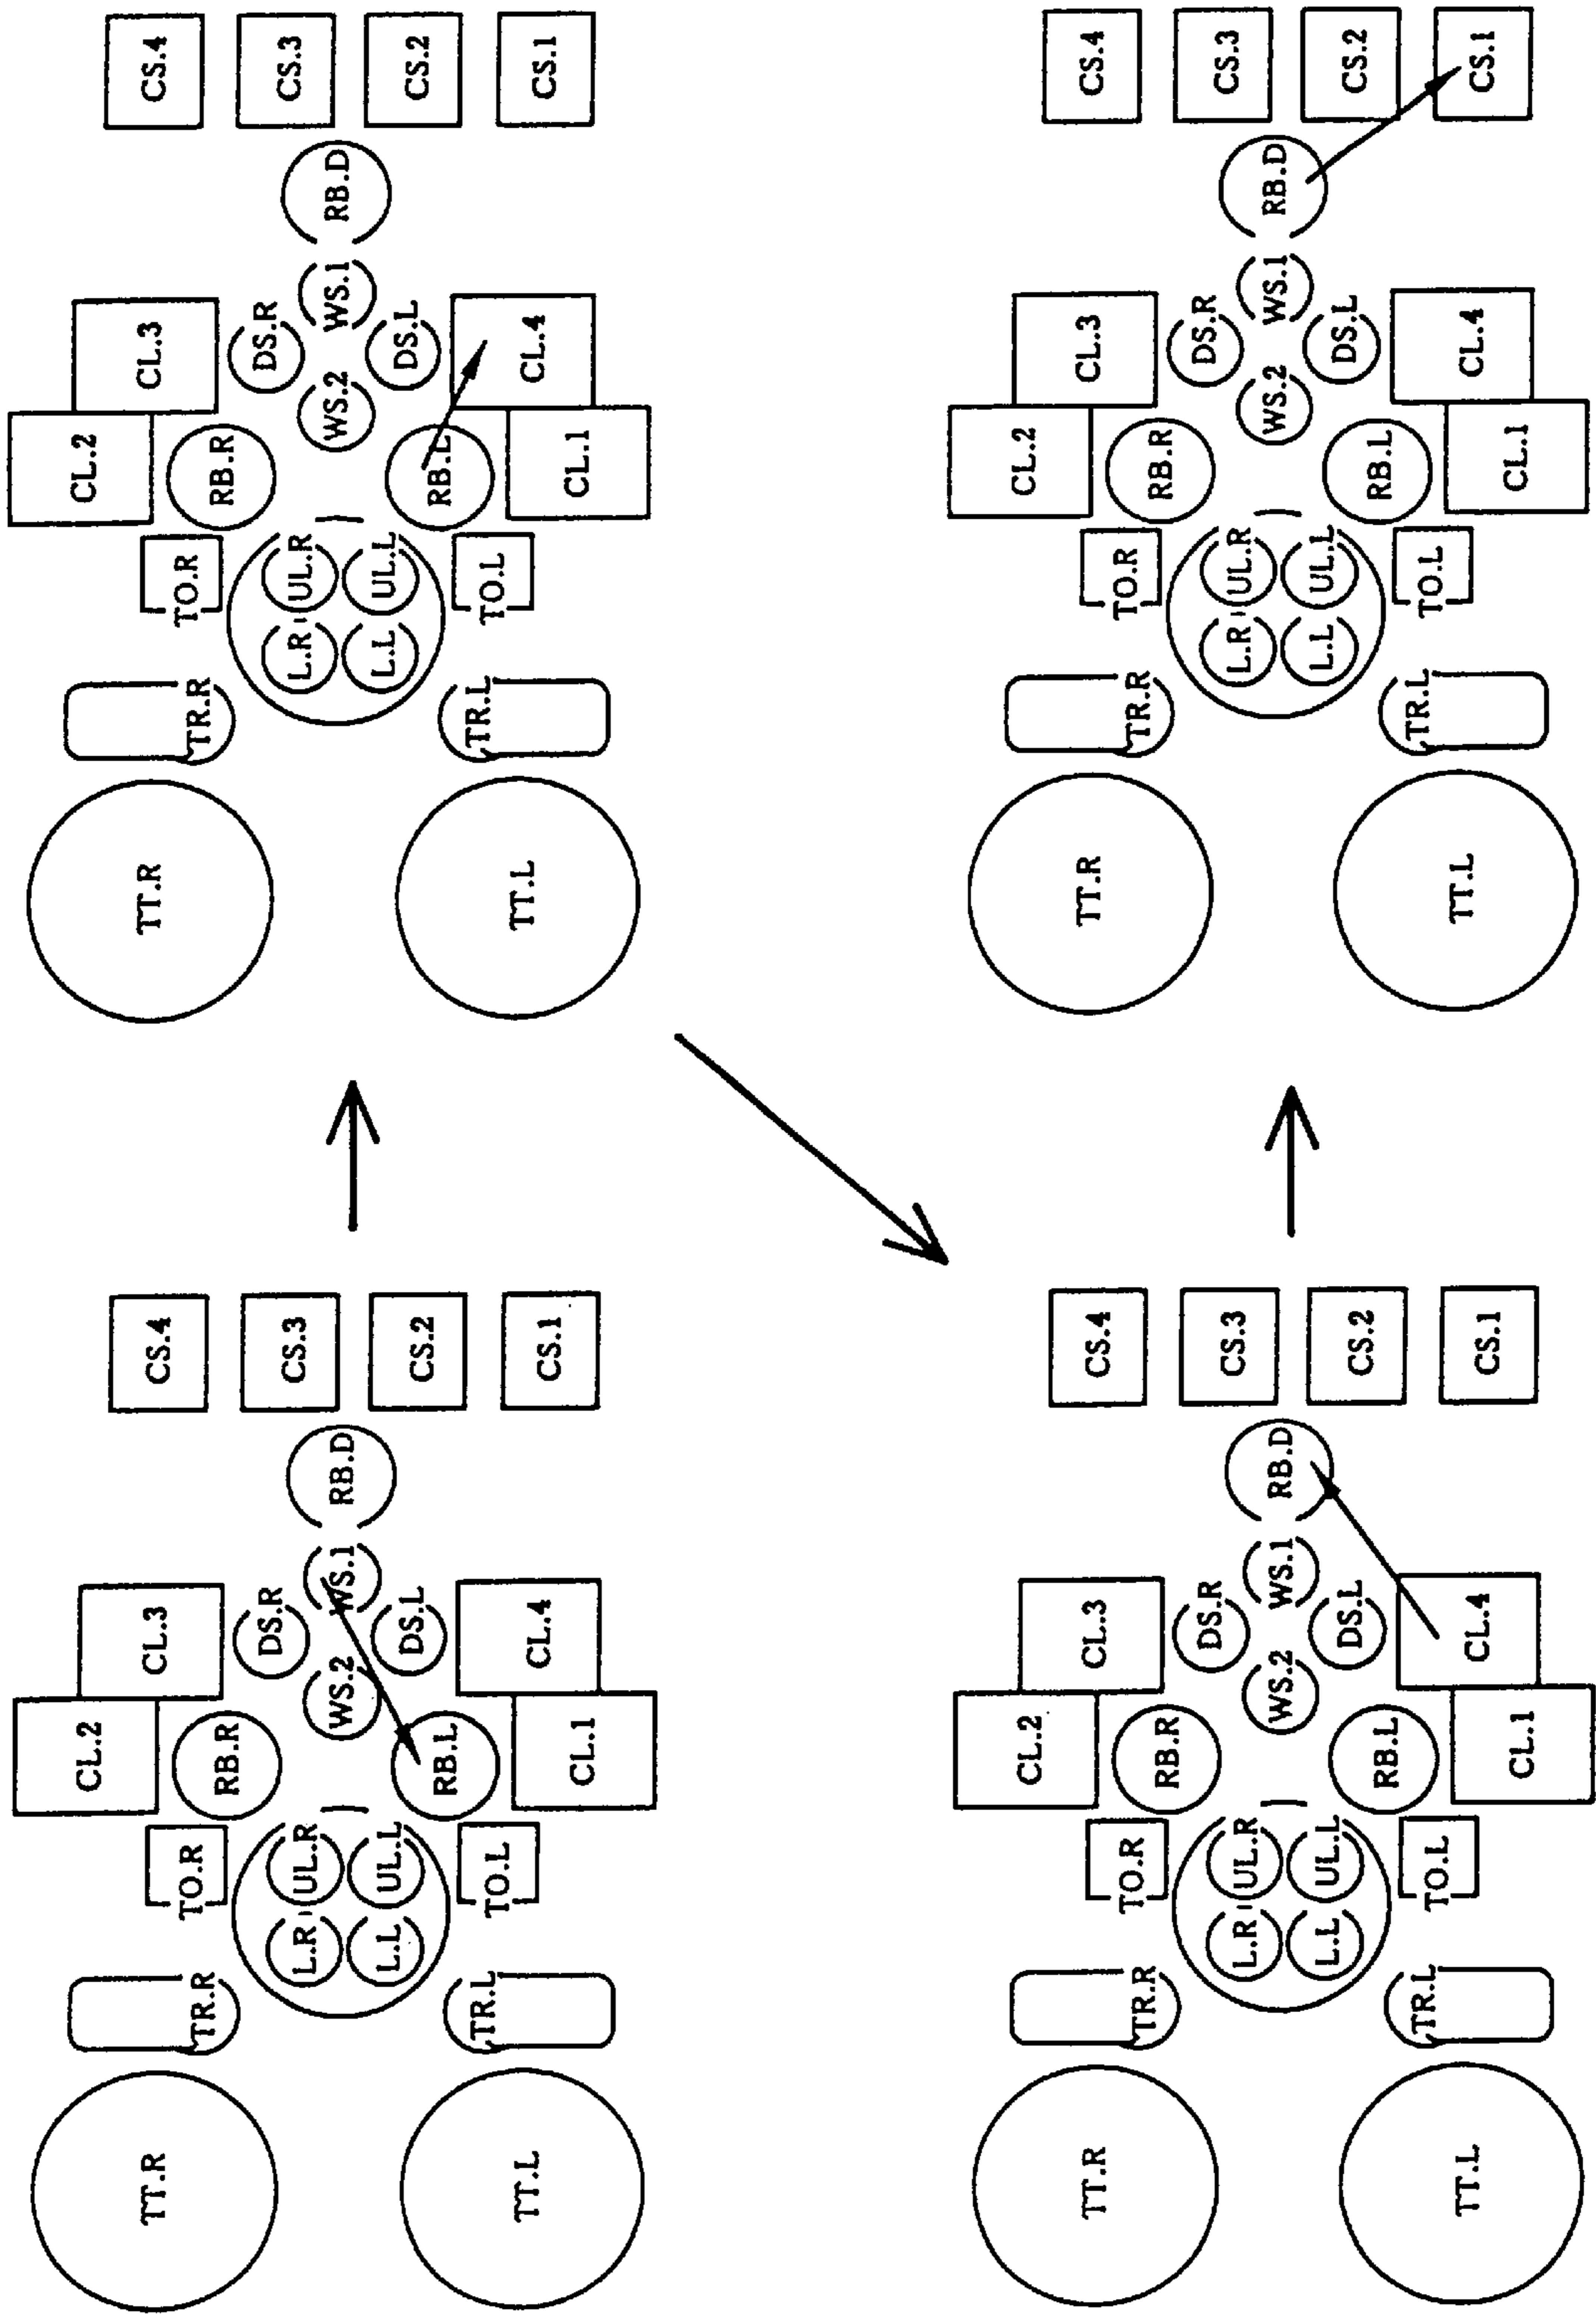 CL.2
TT.R
TR.R
TO.R
CL.3
CS.4
RB.R
DS.R
CS.3
L.R
UL.R
WS.2
WS.1
RB.D
L.L
UL.L
DS.L
CS.2
RB.L
TT.L
TR.L
TO.L
CL.4
CS.1
CL.1
CL.2
TT.R
TR.R
TO.R
CL.3
CS.4
RB.R
DS.R
CS.3
L.R
UL.R
WS.2
WS.1
RB.D
L.L
UL.L
DS.L
CS.2
RB.L
TT.L
TR.L
TO.L
CL.4
CS.1
CL.1
CL.2
TT.R
TR.R
TO.R
CL.3
CS.4
RB.R
DS.R
CS.3
L.R
UL.R
WS.2
WS.1
RB.D
L.L
UL.L
DS.L
CS.2
RB.L
TT.L
TR.L
TO.L
CL.4
CS.1
CL.1
CL.2
TT.R
TR.R
TO.R
CL.3
CS.4
RB.R
DS.R
CS.3
L.R
UL.R
WS.2
WS.1
RB.D
L.L
UL.L
DS.L
CS.2
RB.L
TT.L
TR.L
TO.L
CL.4
CS.1
CL.1